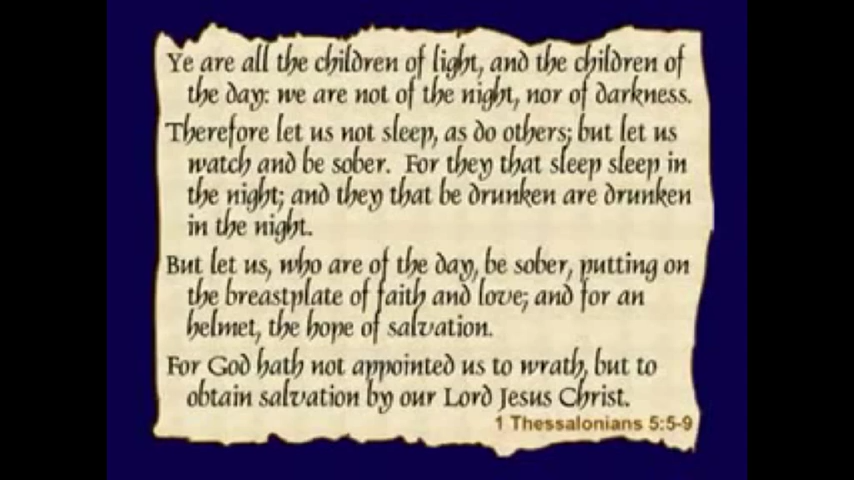 Ye are all the children of light, and the children of
the day: we are not of the night, nor of darkness.
Therefore let us not sleep, as do others; but let us
watch and be sober. For they that sleep sleep in
the night; and they that be drunken are drunken
in the night.
But let us, who are of the day, be sober, putting on
the breastplate of faith and love; and for an
helmet, the hope of salvation.
For God hath not appointed us to wrath, but to
obtain salvation by our Lord Jesus Christ.
1 Thessalonians 5:5-9